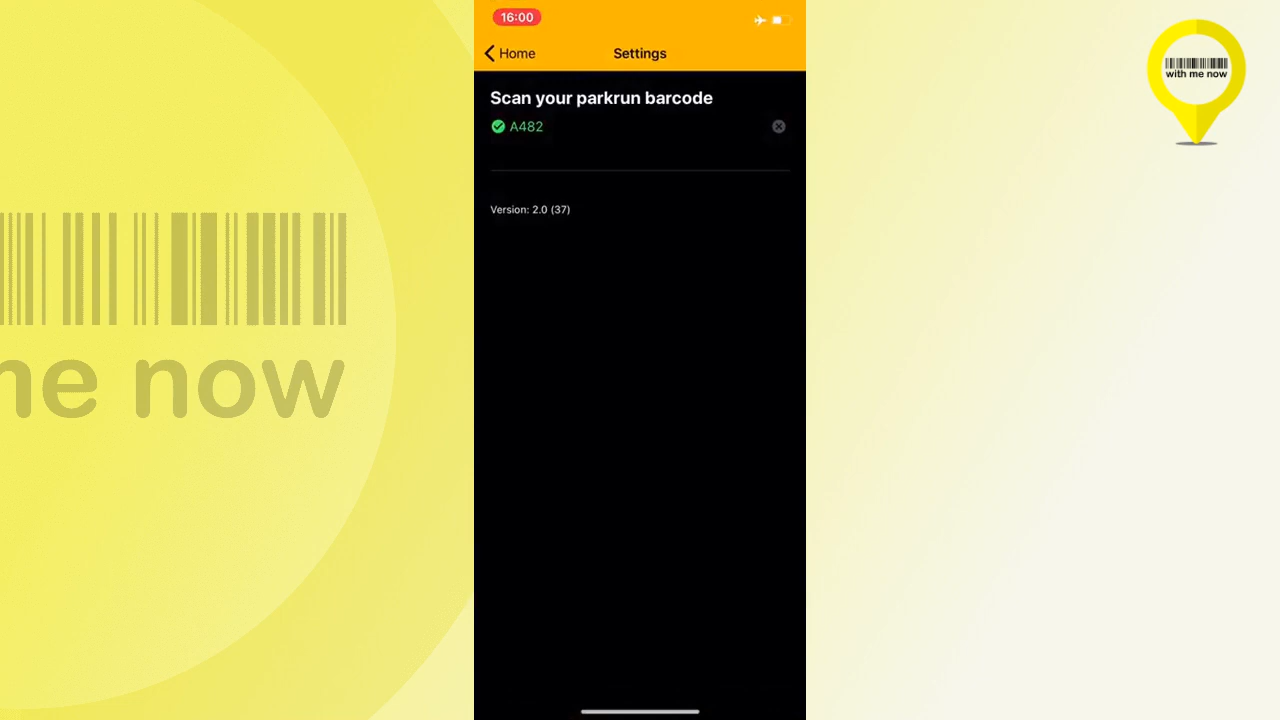 16:00
Home
Settings
Scan your parkrun barcode
A482
Version: 2.0 (37)
with me now
me now